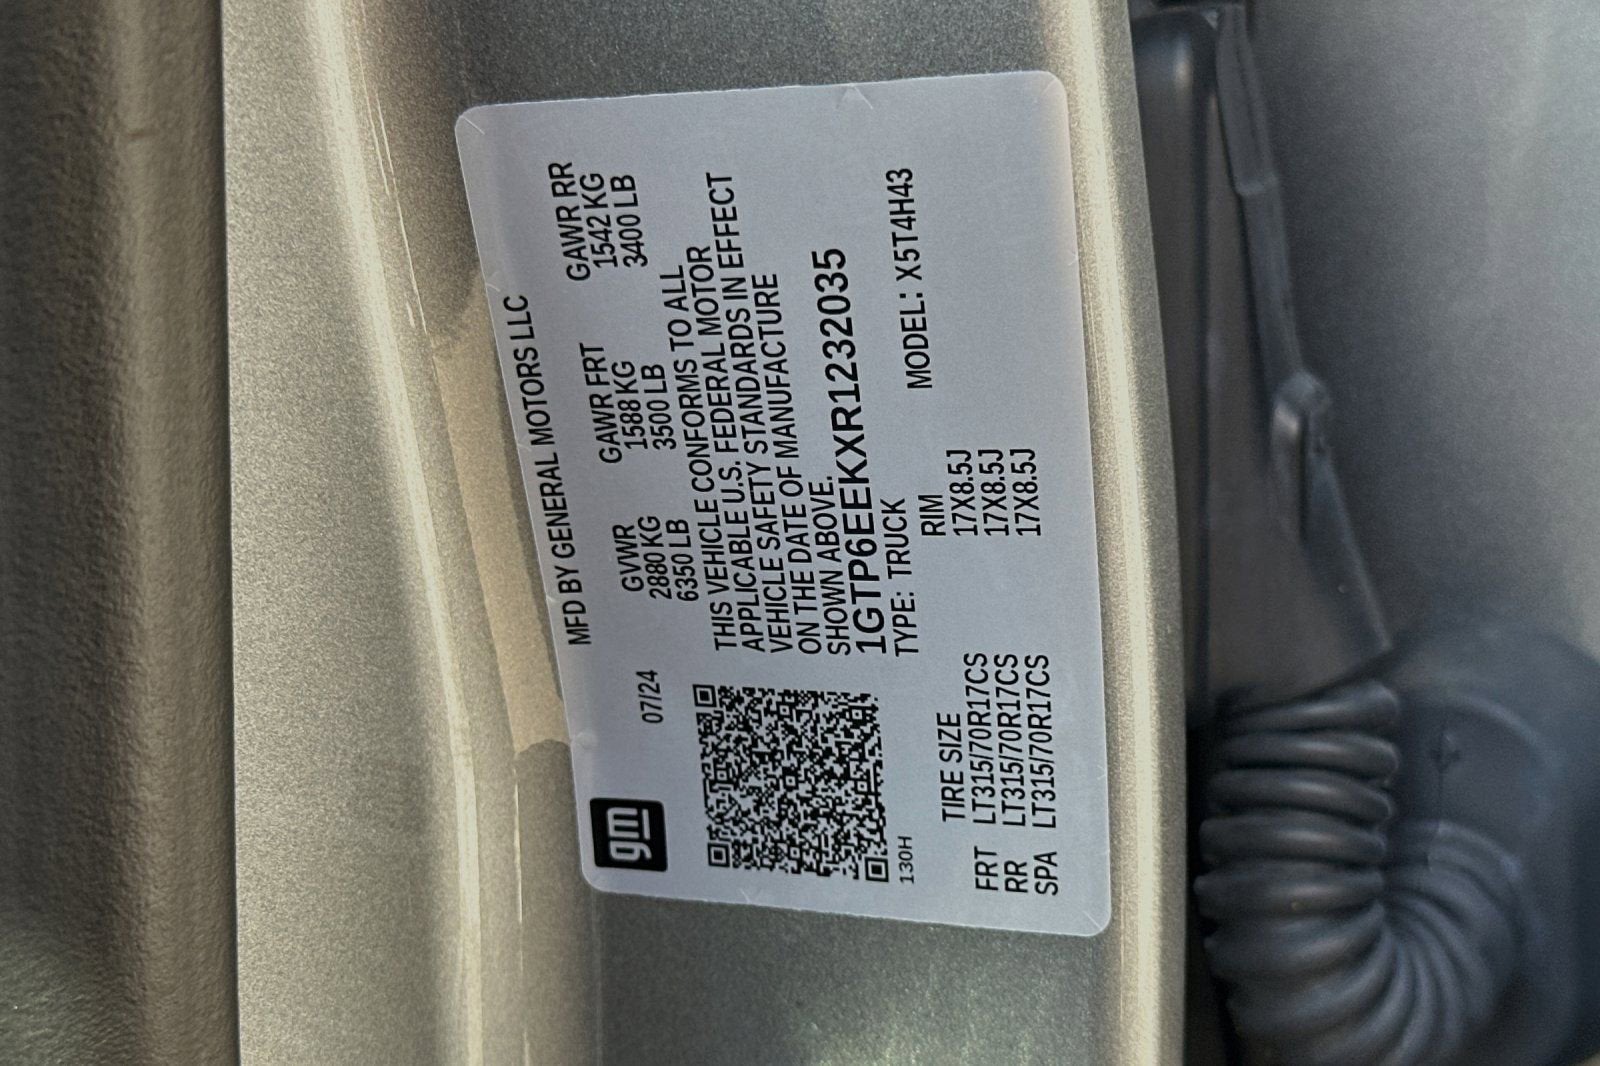 gm
MFD BY GENERAL MOTORS LLC
07/24
GVWR GAWR FRT GAWR RR
2880 KG 1588 KG 1542 KG
6350 LB 3500 LB 3400 LB
THIS VEHICLE CONFORMS TO ALL
APPLICABLE U.S. FEDERAL MOTOR
VEHICLE SAFETY STANDARDS IN EFFECT
ON THE DATE OF MANUFACTURE
SHOWN ABOVE.
1GTP6EEKXR1232035
TYPE: TRUCK MODEL: X5T4H43
130H
TIRE SIZE RIM
FRT LT315/70R17CS 17X8.5J
RR LT315/70R17CS 17X8.5J
SPA LT315/70R17CS 17X8.5J